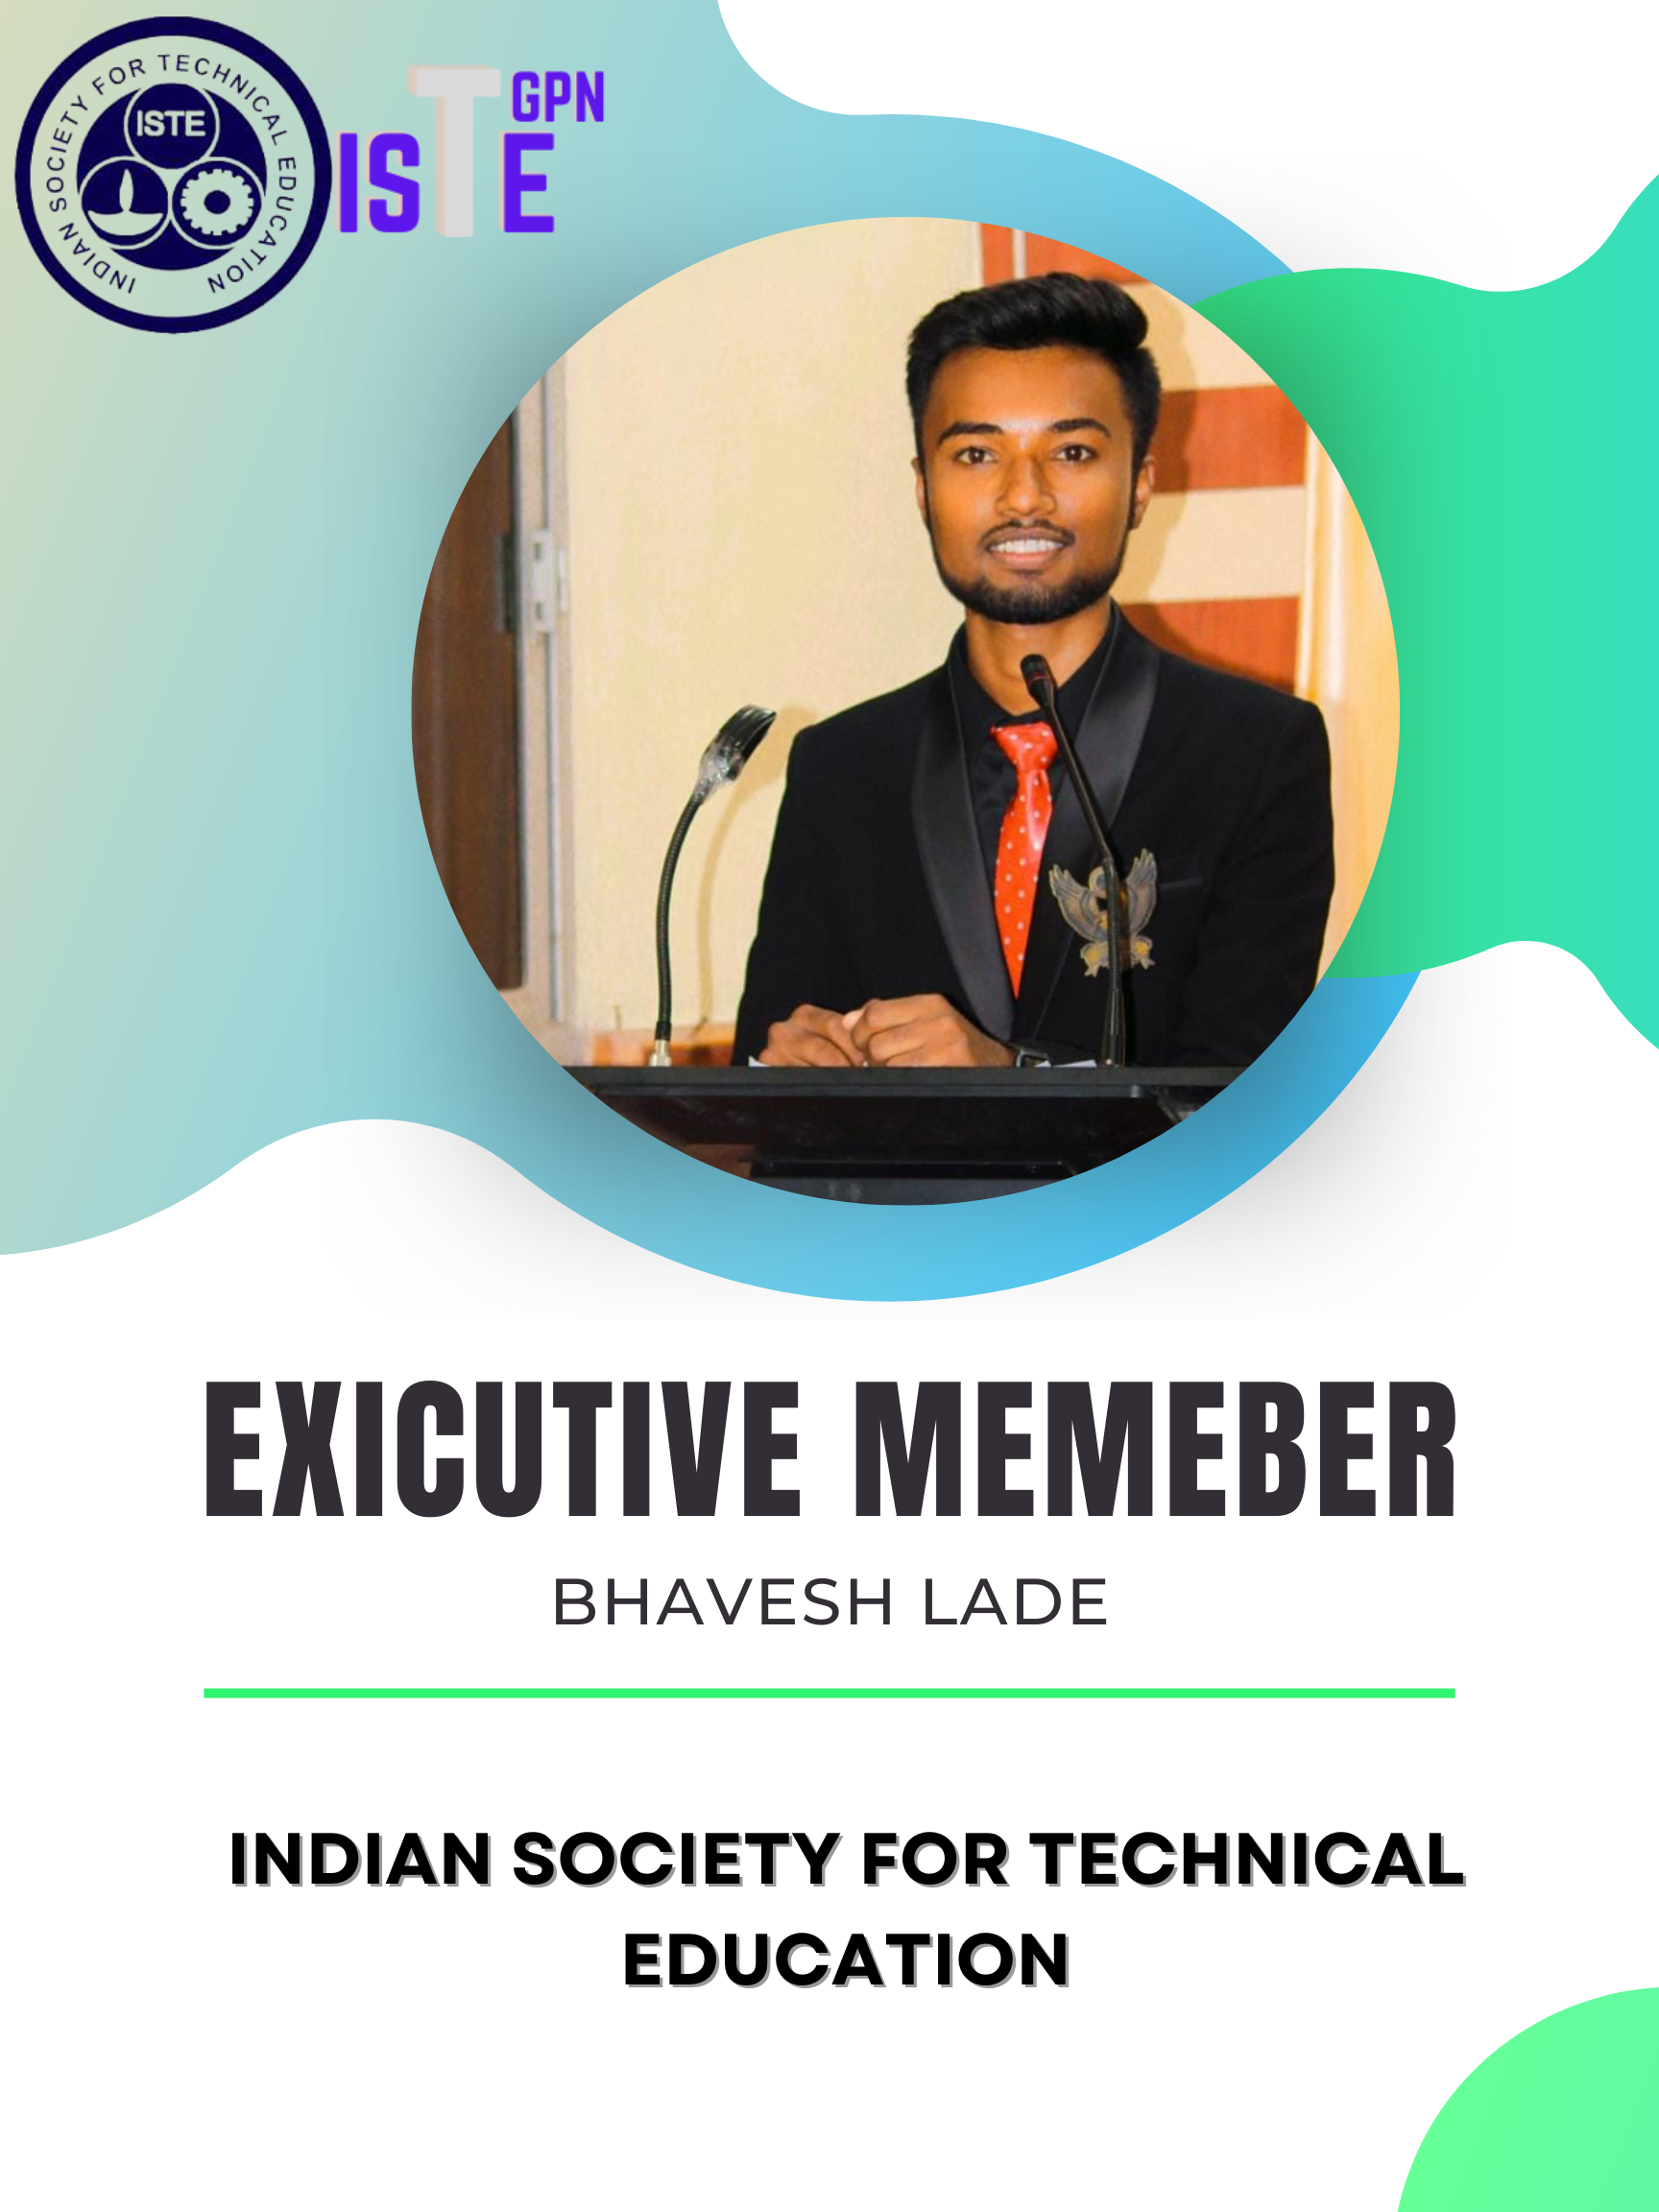 INDIAN SOCIETY FOR TECHNICAL EDUCATION
ISTE
GPN
ISTE
EXICUTIVE MEMEBER
BHAVESH LADE
INDIAN SOCIETY FOR TECHNICAL
EDUCATION